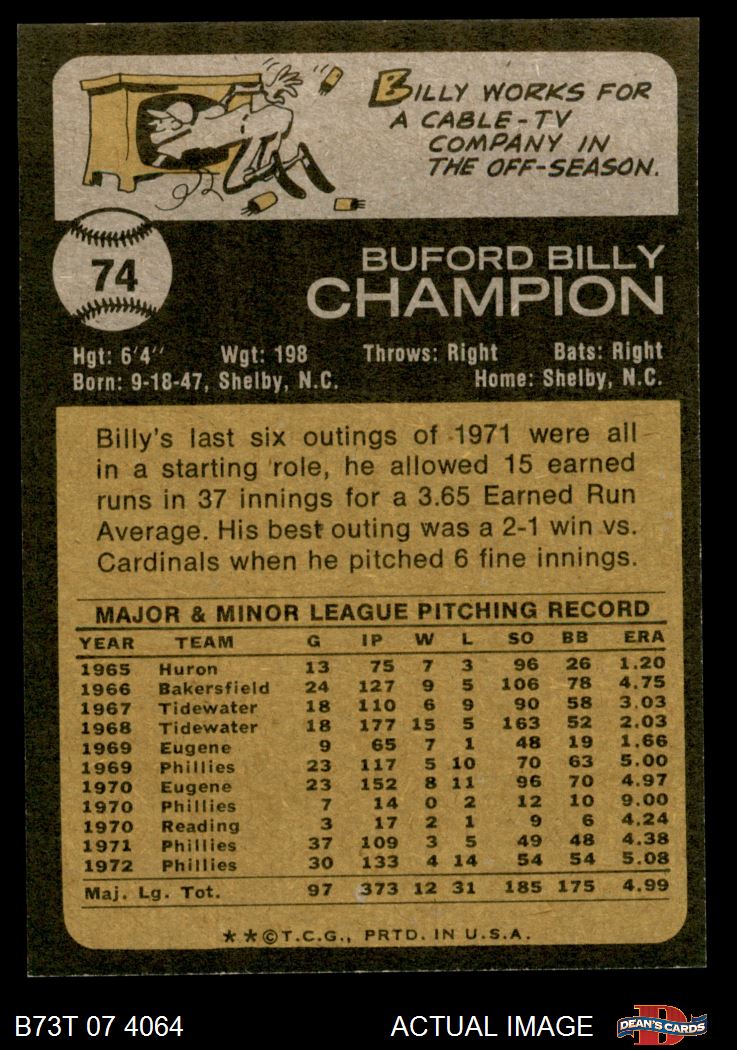 BILLY WORKS FOR
A CABLE-TV
COMPANY IN
THE OFF-SEASON.
74
BUFORD BILLY
CHAMPION
Hgt: 6'4" Wgt: 198 Throws: Right Bats: Right
Born: 9-18-47, Shelby, N.C. Home: Shelby, N.C.
Billy's last six outings of 1971 were all
in a starting role, he allowed 15 earned
runs in 37 innings for a 3.65 Earned Run
Average. His best outing was a 2-1 win vs.
Cardinals when he pitched 6 fine innings.
MAJOR & MINOR LEAGUE PITCHING RECORD
YEAR TEAM G IP W L SO BB ERA
1965 Huron 13 75 7 3 96 26 1.20
1966 Bakersfield 24 127 9 5 106 78 4.75
1967 Tidewater 18 110 6 9 90 58 3.03
1968 Tidewater 18 177 15 5 163 52 2.03
1969 Eugene 9 65 7 1 48 19 1.66
1969 Phillies 23 117 5 10 70 63 5.00
1970 Eugene 23 152 8 11 96 70 4.97
1970 Phillies 7 14 0 2 12 10 9.00
1970 Reading 3 17 2 1 9 6 4.24
1971 Phillies 37 109 3 5 49 48 4.38
1972 Phillies 30 133 4 14 54 54 5.08
Maj. Lg. Tot. 97 373 12 31 185 175 4.99
**©T.C.G., PRTD. IN U.S.A.
B73T 07 4064 ACTUAL IMAGE D DEAN'S CARDS